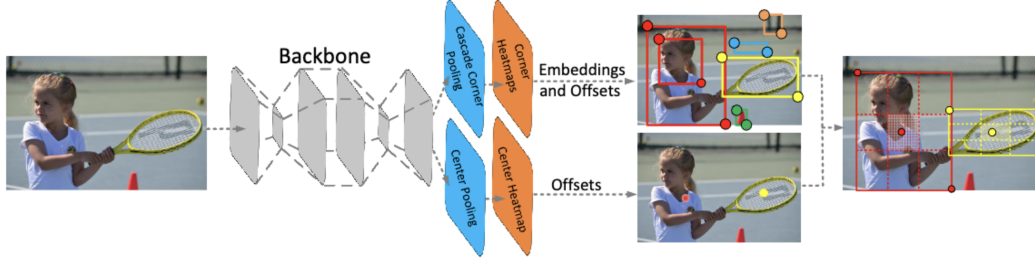 Backbone
Cascade Corner
Pooling
Corner
Heatmaps
Embeddings
and Offsets
Center Pooling
Center Heatmap
Offsets